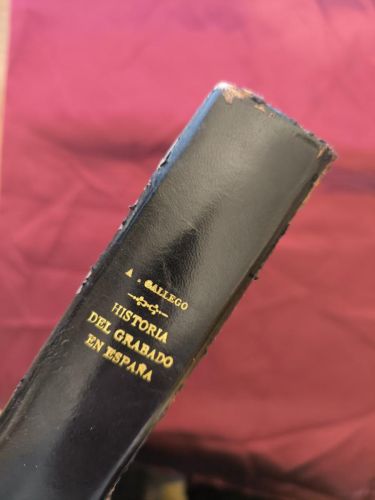 A. GALLEGO
HISTORIA
DEL GRABADO
EN ESPAÑA